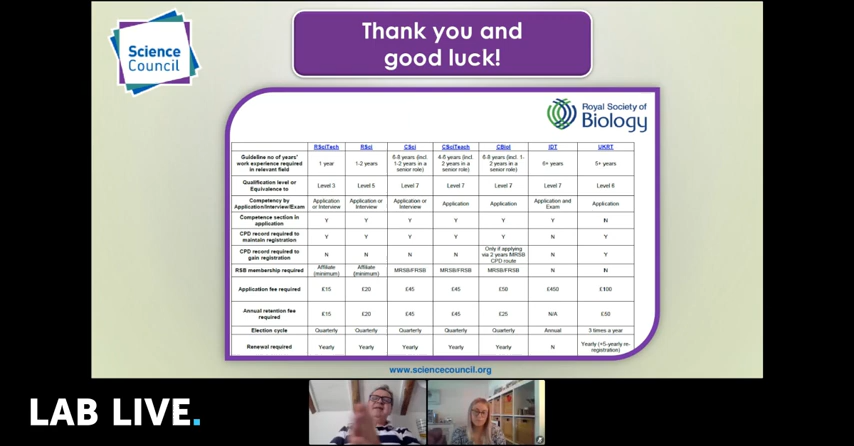 Science
Council
Thank you and
good luck!
Royal Society of
Biology
RSciTech RSci CSci CSciTeach CBiol IDT UKRT
Guideline no of years'
work experience required
in relevant field
1 year
1-2 years
6-8 years (incl.
1-2 years in a
senior role)
4-6 years (incl.
2 years in a
senior role)
6-8 years (incl. 1-
2 years in a
senior role)
6+ years
5+ years
Qualification level or
Equivalence to
Level 3 Level 5 Level 7 Level 7 Level 7 Level 7 Level 6
Competency by
Application/Interview/Exam
Application
or Interview
Application or
Interview
Application or
Interview
Application
Application
Application and
Exam
Application
Competence section in
application
Y Y Y Y Y Y N
CPD record required to
maintain registration
Y Y Y Y Y N Y
CPD record required to
gain registration
N N N N
Only if applying
via 2 years MRSB
CPD route
N Y
RSB membership required
Affiliate
(minimum)
Affiliate
(minimum)
MRSB/FRSB MRSB/FRSB MRSB/FRSB N N
Application fee required £15 £20 £45 £45 £50 £450 £100
Annual retention fee
required
£15 £20 £45 £45 £25 N/A £50
Election cycle Quarterly Quarterly Quarterly Quarterly Quarterly Annual 3 times a year
Renewal required Yearly Yearly Yearly Yearly Yearly N
Yearly (+5-yearly re-
registration)
www.sciencecouncil.org
LAB LIVE.